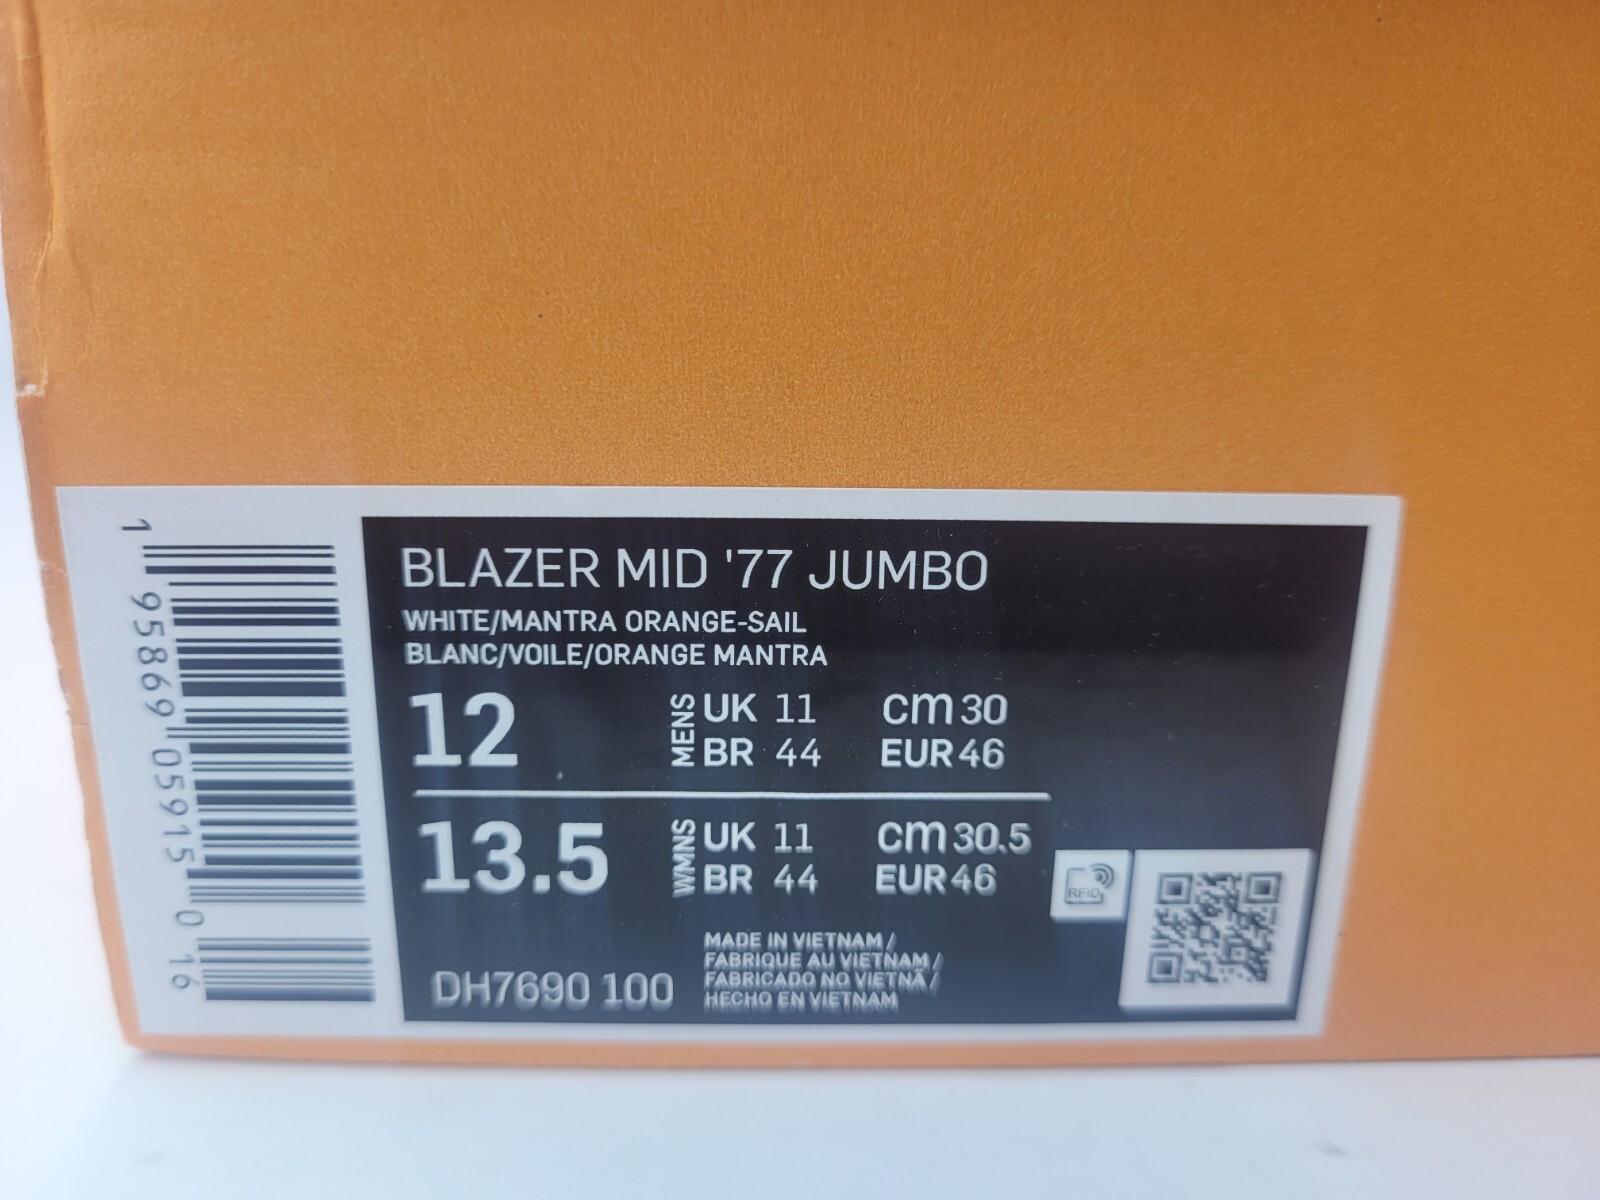 1 95869 05915 0 16
BLAZER MID '77 JUMBO
WHITE/MANTRA ORANGE-SAIL
BLANC/VOILE/ORANGE MANTRA
12 MENS UK 11 cm 30
BR 44 EUR 46
13.5 WMNS UK 11 cm 30.5
BR 44 EUR 46
RFID
MADE IN VIETNAM /
FABRIQUE AU VIETNAM /
FABRICADO NO VIETNÃ /
HECHO EN VIETNAM
DH7690 100